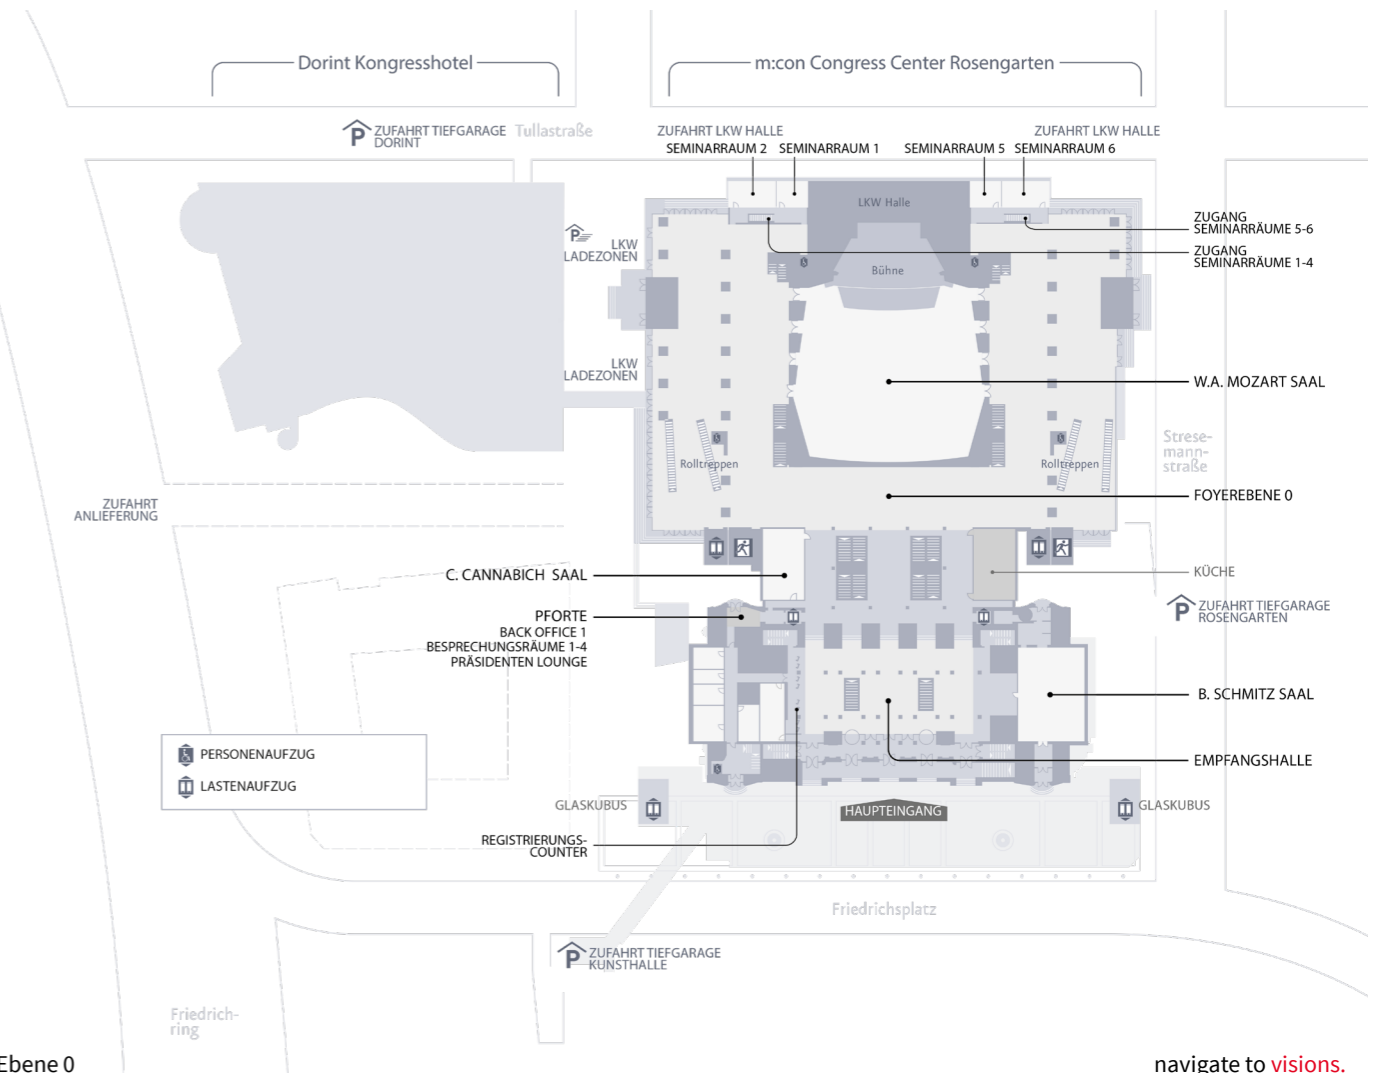 Dorint Kongresshotel
m:con Congress Center Rosengarten
P ZUFAHRT TIEFGARAGE
DORINT
Tullastraße
ZUFAHRT LKW HALLE
ZUFAHRT LKW HALLE
SEMINARRAUM 2
SEMINARRAUM 1
SEMINARRAUM 5
SEMINARRAUM 6
LKW Halle
ZUGANG
SEMINARRÄUME 5-6
P
LKW
LADEZONEN
ZUGANG
SEMINARRÄUME 1-4
Bühne
LKW
LADEZONEN
W.A. MOZART SAAL
Strese-
mann-
straße
Rolltreppen
Rolltreppen
FOYEREBENE 0
ZUFAHRT
ANLIEFERUNG
C. CANNABICH SAAL
KÜCHE
P ZUFAHRT TIEFGARAGE
ROSENGARTEN
PFORTE
BACK OFFICE 1
BESPRECHUNGSRÄUME 1-4
PRÄSIDENTEN LOUNGE
B. SCHMITZ SAAL
PERSONENAUFZUG
LASTENAUFZUG
EMPFANGSHALLE
GLASKUBUS
HAUPTEINGANG
GLASKUBUS
REGISTRIERUNGS-
COUNTER
Friedrichsplatz
P ZUFAHRT TIEFGARAGE
KUNSTHALLE
Friedrich-
ring
Ebene 0
navigate to visions.